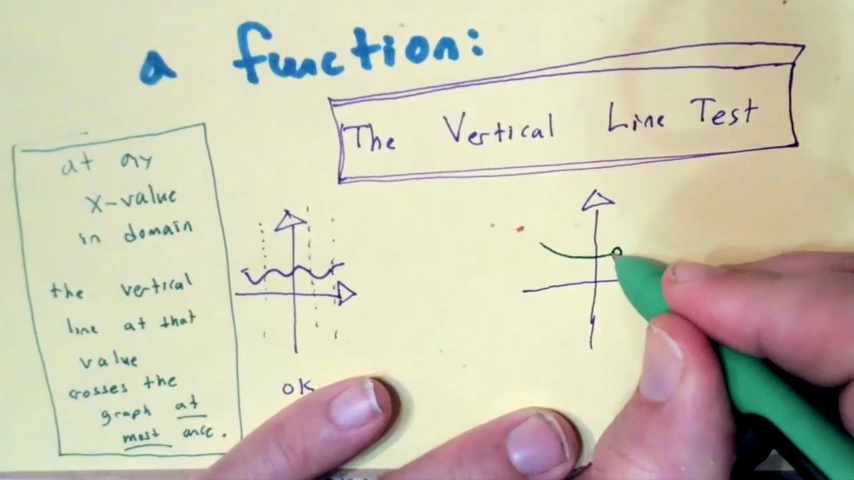 a function:
The Vertical Line Test
at any
x-value
in domain
the vertical
line at that
value
crosses the
graph at
most once.
OK